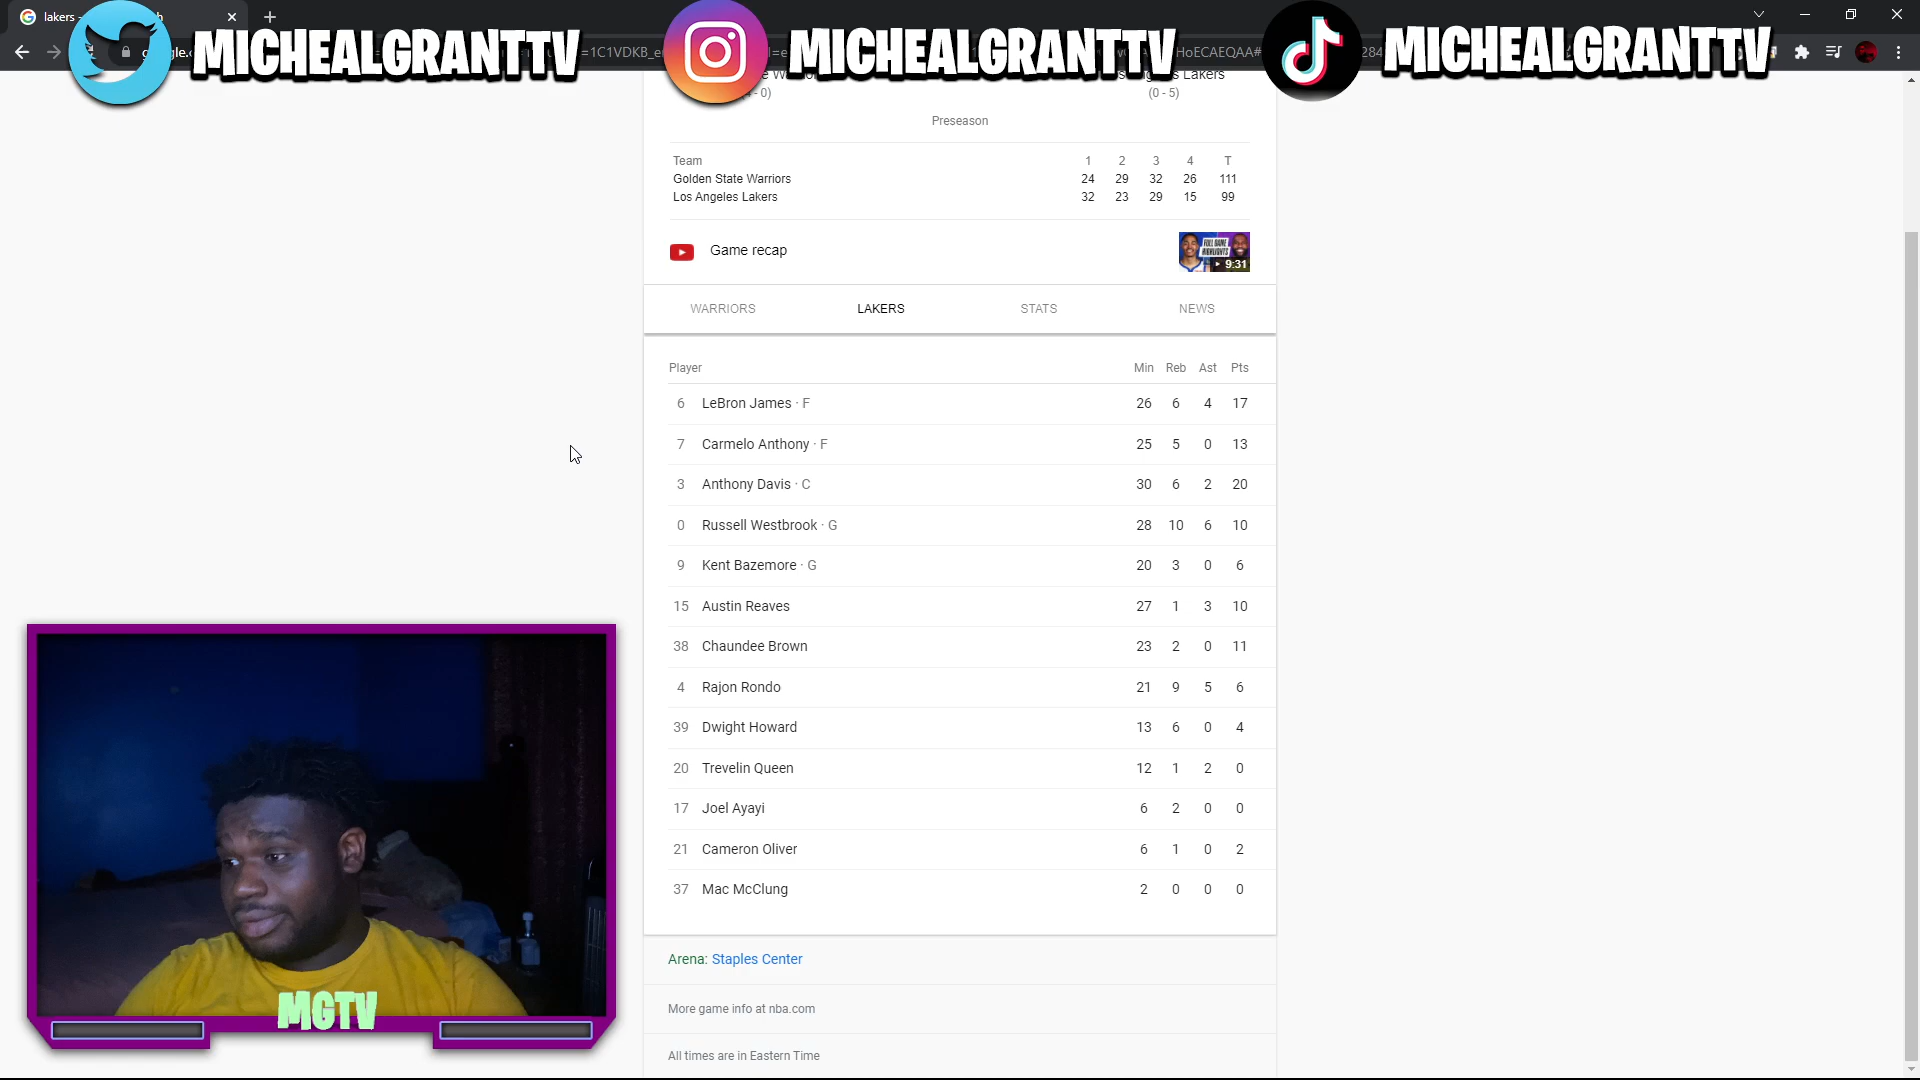 lakers
MICHEALGRANTTV MICHEALGRANTTV MICHEALGRANTTV
(0 - 5)
Preseason
Team 1 2 3 4 T
Golden State Warriors 24 29 32 26 111
Los Angeles Lakers 32 23 29 15 99
Game recap
FULL GAME HIGHLIGHTS
9:31
WARRIORS LAKERS STATS NEWS
Player Min Reb Ast Pts
6 LeBron James · F 26 6 4 17
7 Carmelo Anthony · F 25 5 0 13
3 Anthony Davis · C 30 6 2 20
0 Russell Westbrook · G 28 10 6 10
9 Kent Bazemore · G 20 3 0 6
15 Austin Reaves 27 1 3 10
38 Chaundee Brown 23 2 0 11
4 Rajon Rondo 21 9 5 6
39 Dwight Howard 13 6 0 4
20 Trevelin Queen 12 1 2 0
17 Joel Ayayi 6 2 0 0
21 Cameron Oliver 6 1 0 2
37 Mac McClung 2 0 0 0
Arena: Staples Center
More game info at nba.com
All times are in Eastern Time
MGTV